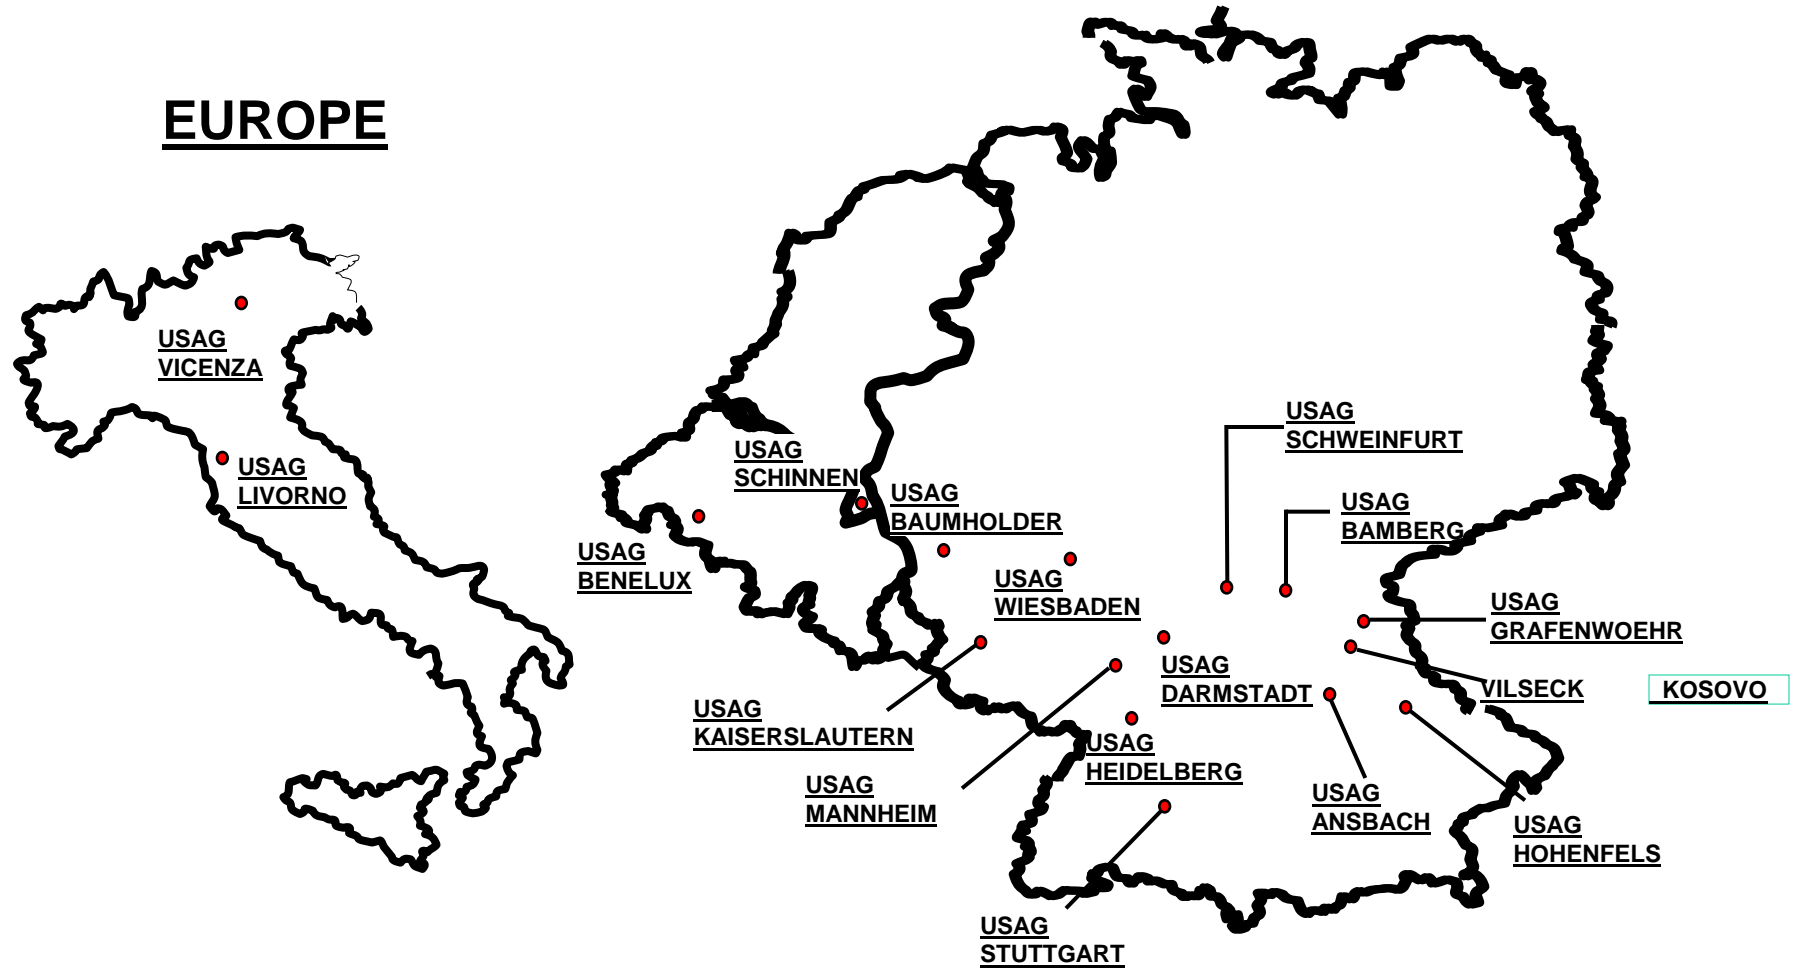 EUROPE
USAG
VICENZA
USAG
LIVORNO
USAG
SCHINNEN
USAG
BENELUX
USAG
BAUMHOLDER
USAG
WIESBADEN
USAG
SCHWEINFURT
USAG
BAMBERG
USAG
GRAFENWOEHR
VILSECK
KOSOVO
USAG
DARMSTADT
USAG
KAISERSLAUTERN
USAG
HEIDELBERG
USAG
MANNHEIM
USAG
ANSBACH
USAG
HOHENFELS
USAG
STUTTGART